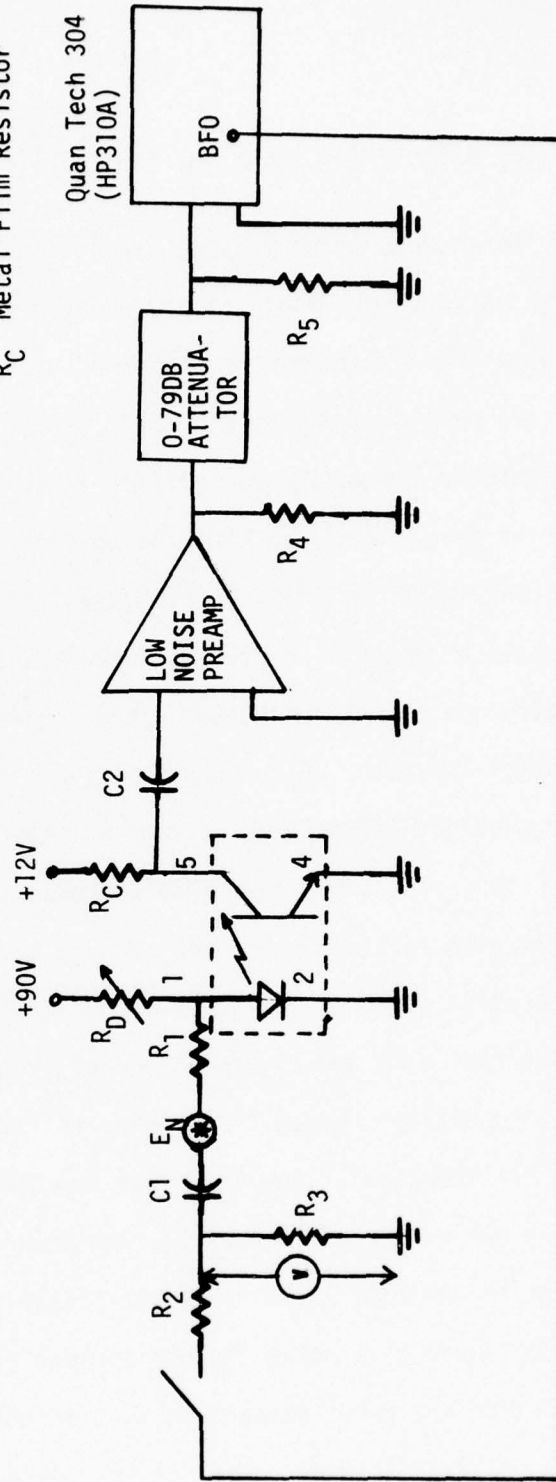 R_C Metal Film Resistor
Quan Tech 304
(HP310A)
BFO
R5
0-79DB
ATTENUA-
TOR
R4
LOW
NOISE
PREAMP
C2
+12V
RC
5
4
+90V
RD
1
2
R1
EN
C1
R3
V
R2